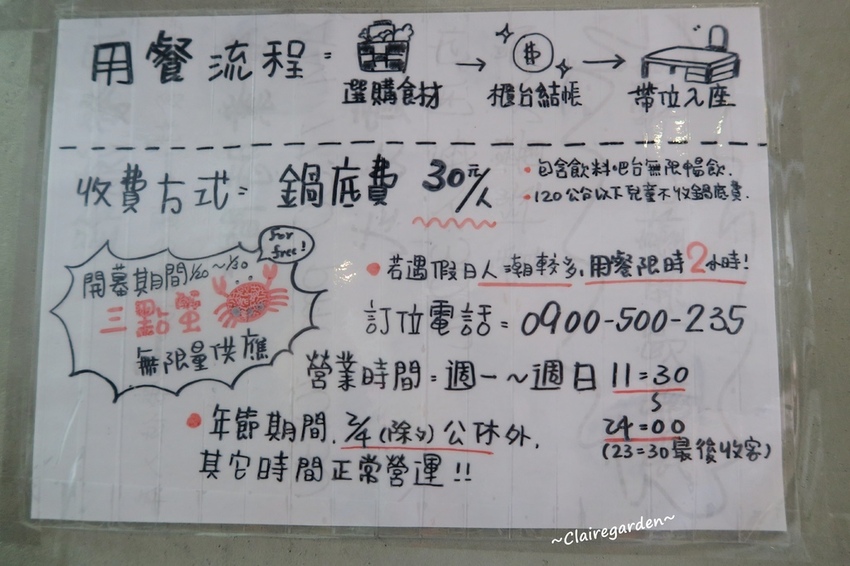 用餐流程：
選購食材 → 櫃台結帳 → 帶位入座
收費方式： 鍋底費 30元/人
• 包含飲料吧台無限暢飲.
• 120公分以下兒童不收鍋底費.
for free!
開幕期間1/20~1/30
三點蟹
無限量供應
• 若遇假日人潮較多,用餐限時2小時!
訂位電話：0900-500-235
營業時間：週一～週日 11:30
~
24:00
(23:30最後收客)
• 年節期間, 2/4(除夕)公休外,
其它時間正常營運!!
~Clairegarden~